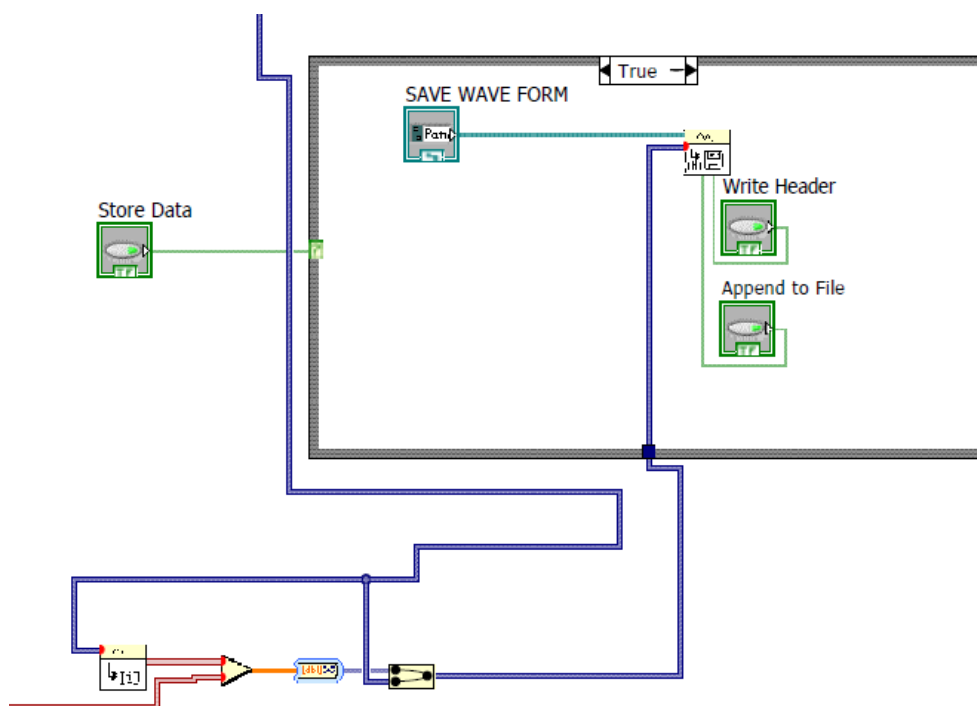 True
SAVE WAVE FORM
Store Data
Write Header
Append to File